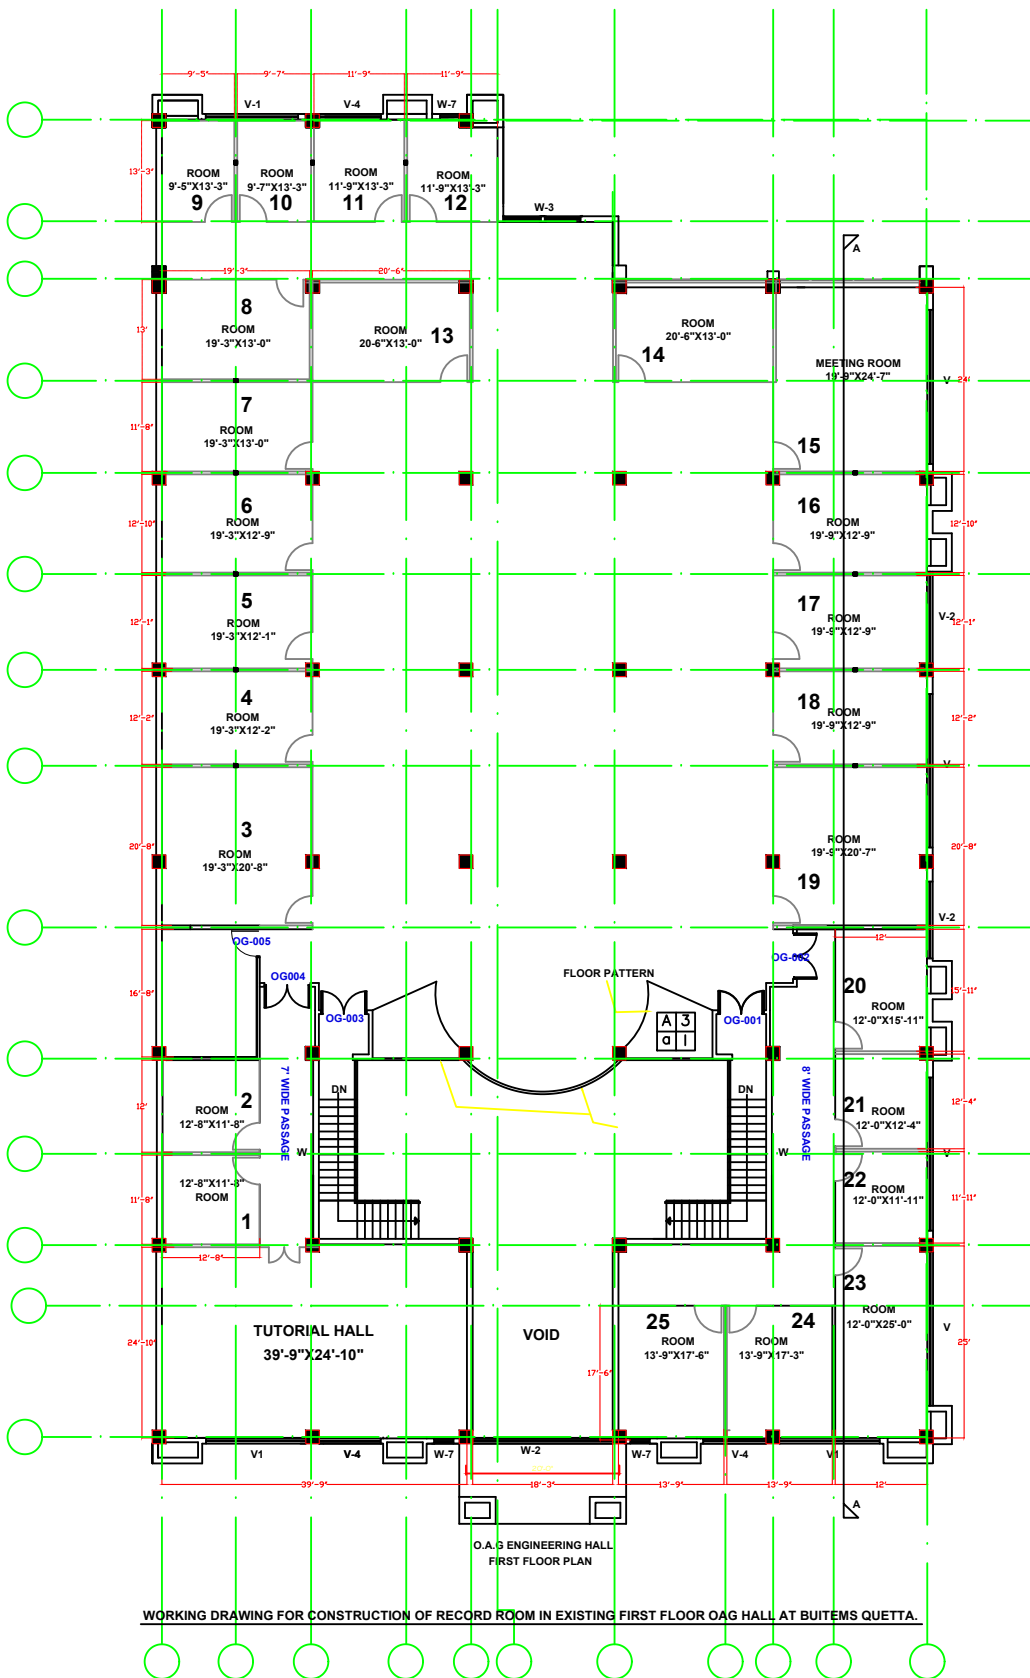 9'-5" 9'-7" 11'-9" 11'-9"
V-1 V-4 W-7
13'-3"
ROOM
9'-5"X13'-3"
9
ROOM
9'-7"X13'-3"
10
ROOM
11'-9"X13'-3"
11
ROOM
11'-9"X13'-3"
12
W-3
A
19'-3" 20'-6"
13'
8
ROOM
19'-3"X13'-0"
ROOM
20-6"X13'-0"
13
ROOM
20'-6"X13'-0"
14
MEETING ROOM
19'-9"X24'-7"
V
24'
11'-8"
7
ROOM
19'-3"X13'-0"
15
12'-10"
6
ROOM
19'-3"X12'-9"
16
ROOM
19'-9"X12'-9"
12'-10"
12'-1"
5
ROOM
19'-3"X12'-1"
17
ROOM
19'-9"X12'-9"
V-2
12'-1"
12'-2"
4
ROOM
19'-3"X12'-2"
18
ROOM
19'-9"X12'-9"
12'-2"
V
20'-8"
3
ROOM
19'-3"X20'-8"
ROOM
19'-9"X20'-7"
19
20'-8"
V-2
OG-005
OG004
OG-003
FLOOR PATTERN
A 3
a 1
OG-001
OG-002
12'
16'-8"
20
ROOM
12'-0"X15'-11"
15'-11"
12'
2
ROOM
12'-8"X11'-8"
7' WIDE PASSAGE
DN
W
DN
W
8' WIDE PASSAGE
21
ROOM
12'-0"X12'-4"
12'-4"
V
11'-8"
12'-8"X11'-8"
ROOM
1
12'-8"
22
ROOM
12'-0"X11'-11"
11'-11"
24'-10"
TUTORIAL HALL
39'-9"X24'-10"
VOID
17'-6"
25
ROOM
13'-9"X17'-6"
24
ROOM
13'-9"X17'-3"
23
ROOM
12'-0"X25'-0"
V
25'
V1 V-4 W-7 W-2 W-7 V-4 V1
39'-9" 18'-3" 13'-9" 13'-9" 12'
A
O.A.G ENGINEERING HALL
FIRST FLOOR PLAN
WORKING DRAWING FOR CONSTRUCTION OF RECORD ROOM IN EXISTING FIRST FLOOR OAG HALL AT BUITEMS QUETTA.